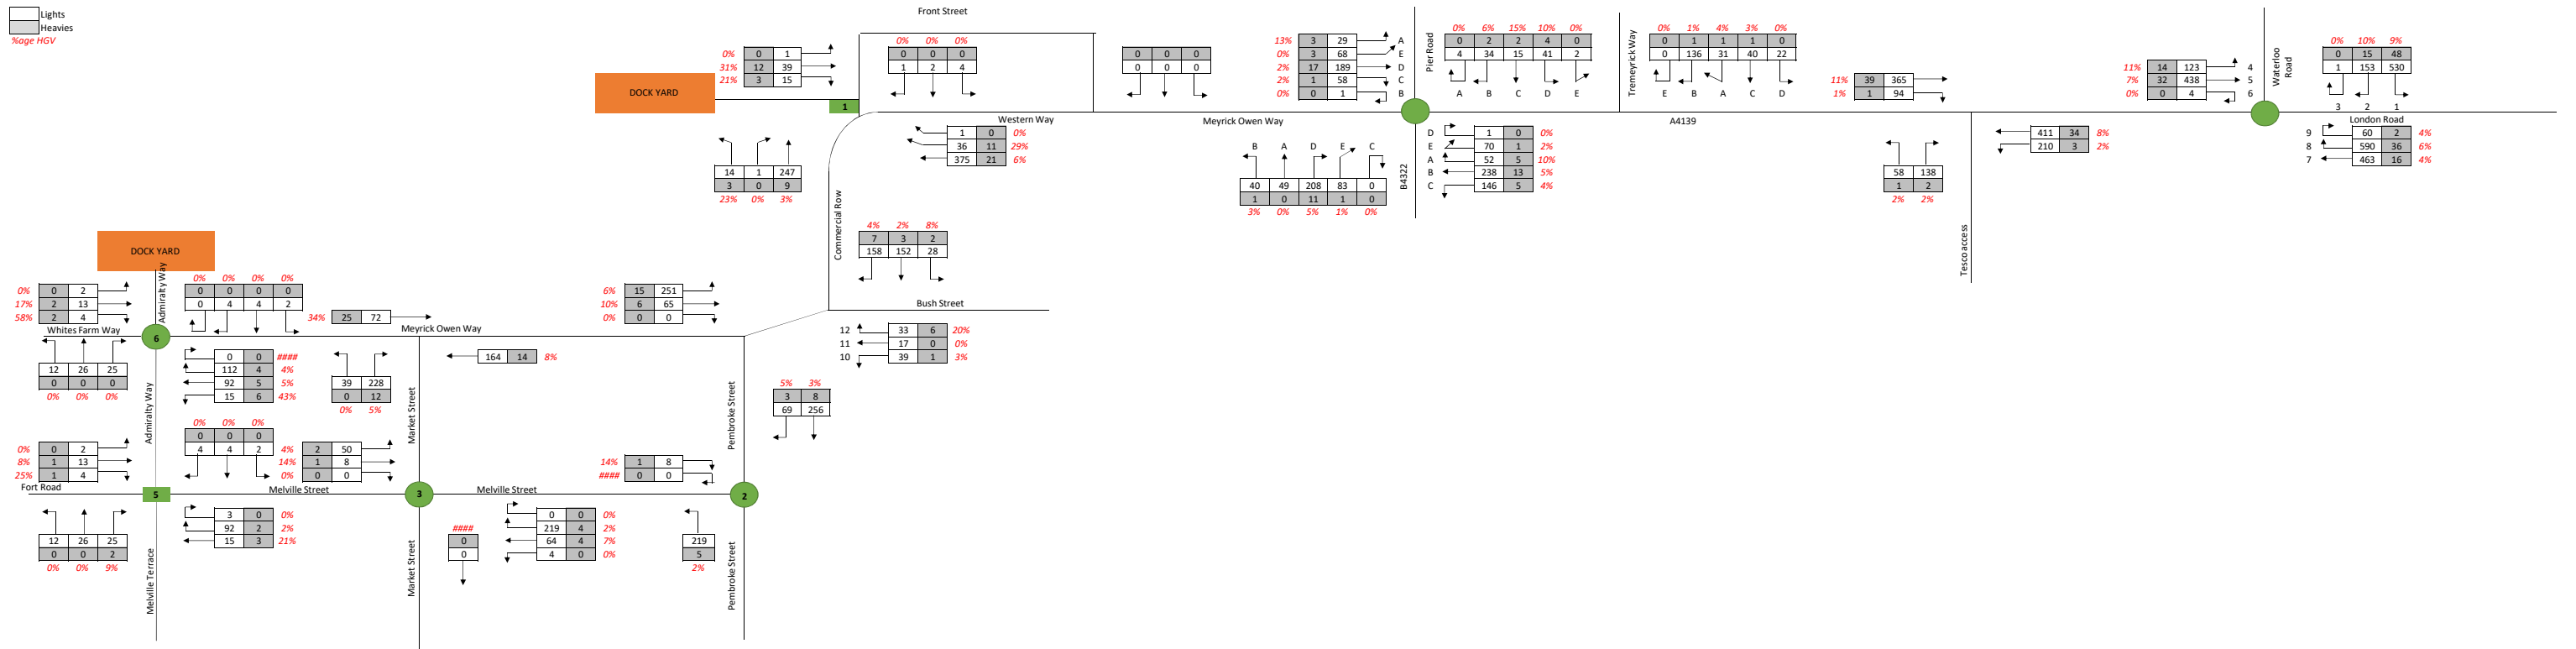 Lights
Heavies
%age HGV
Front Street
0% 0 1
31% 12 39
21% 3 15
DOCK YARD
1
0% 0% 0%
0 0 0
1 2 4
0 0 0
0 0 0
13% 3 29 A
0% 3 68 E
2% 17 189 D
2% 1 58 C
0% 0 1 B
Pier Road
0% 6% 15% 10% 0%
0 2 2 4 0
4 34 15 41 2
A B C D E
Tremeyrick Way
0% 1% 4% 3% 0%
0 1 1 1 0
0 136 31 40 22
E B A C D
11% 39 365
1% 1 94
11% 14 123 4
7% 32 438 5
0% 0 4 6
Waterloo
Road
0% 10% 9%
0 15 48
1 153 530
3 2 1
Western Way
Meyrick Owen Way
A4139
London Road
14 1 247
3 0 9
23% 0% 3%
1 0 0%
36 11 29%
375 21 6%
B A D E C
40 49 208 83 0
1 0 11 1 0
3% 0% 5% 1% 0%
B4322
D 1 0 0%
E 70 1 2%
A 52 5 10%
B 238 13 5%
C 146 5 4%
58 138
1 2
2% 2%
Tesco access
411 34 8%
210 3 2%
9 60 2 4%
8 590 36 6%
7 463 16 4%
Commercial Row
4% 2% 8%
7 3 2
158 152 28
Bush Street
DOCK YARD
Admiralty Way
0% 0 2
17% 2 13
58% 2 4
Whites Farm Way
6
0% 0% 0% 0%
0 0 0 0
0 4 4 2
34% 25 72
Meyrick Owen Way
6% 15 251
10% 6 65
0% 0 0
12 33 6 20%
11 17 0 0%
10 39 1 3%
12 26 25
0 0 0
0% 0% 0%
Admiralty Way
0 0 ####
112 4 4%
92 5 5%
15 6 43%
39 228
0 12
0% 5%
Market Street
164 14 8%
Pembroke Street
5% 3%
3 8
69 256
0% 0 2
8% 1 13
25% 1 4
Fort Road
5
0% 0% 0%
0 0 0
4 4 2
4% 2 50
14% 1 8
0% 0 0
Melville Street
3
Melville Street
14% 1 8
#### 0 0
2
12 26 25
0 0 2
0% 0% 9%
Melville Terrace
3 0 0%
92 2 2%
15 3 21%
Market Street
####
0
0
0 0 0%
219 4 2%
64 4 7%
4 0 0%
219
5
2%
Pembroke Street